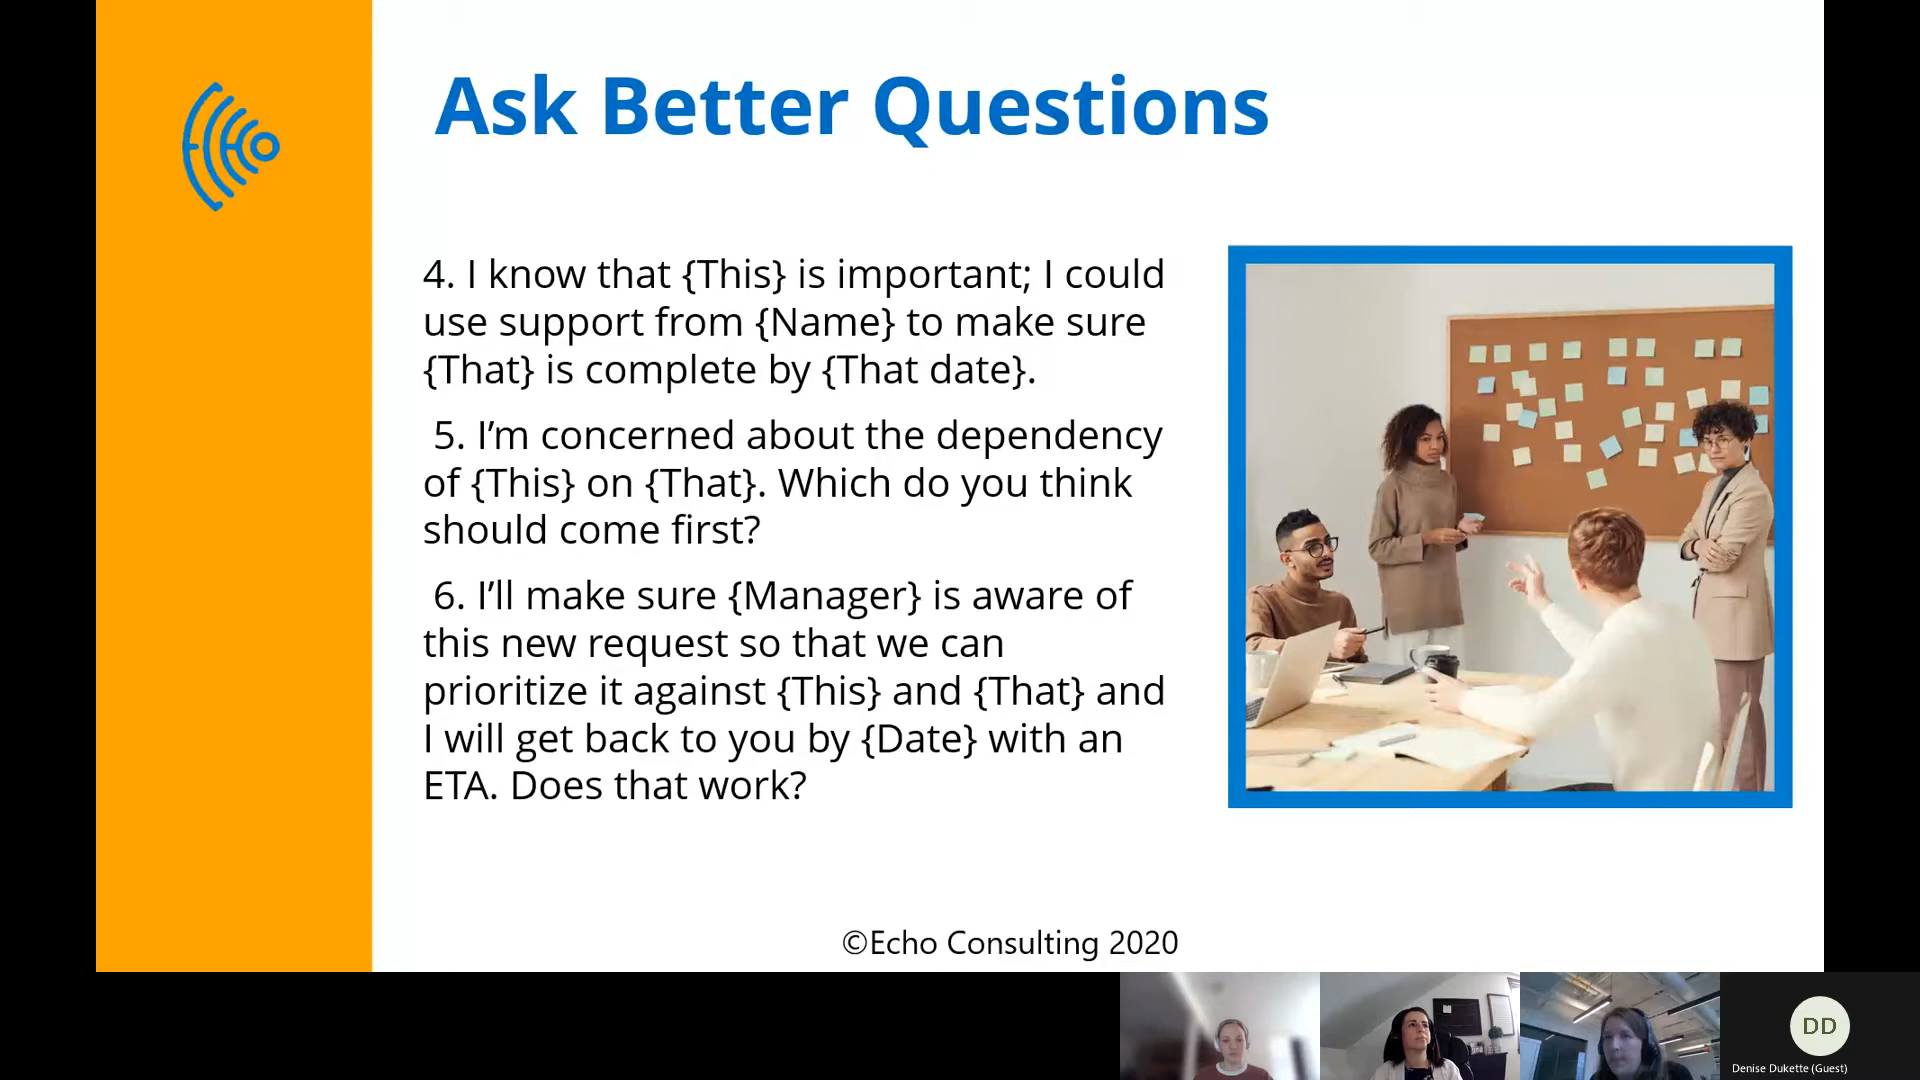 ECHO
Ask Better Questions
4. I know that {This} is important; I could
use support from {Name} to make sure
{That} is complete by {That date}.
5. I’m concerned about the dependency
of {This} on {That}. Which do you think
should come first?
6. I’ll make sure {Manager} is aware of
this new request so that we can
prioritize it against {This} and {That} and
I will get back to you by {Date} with an
ETA. Does that work?
©Echo Consulting 2020
DD
Denise Dukette (Guest)